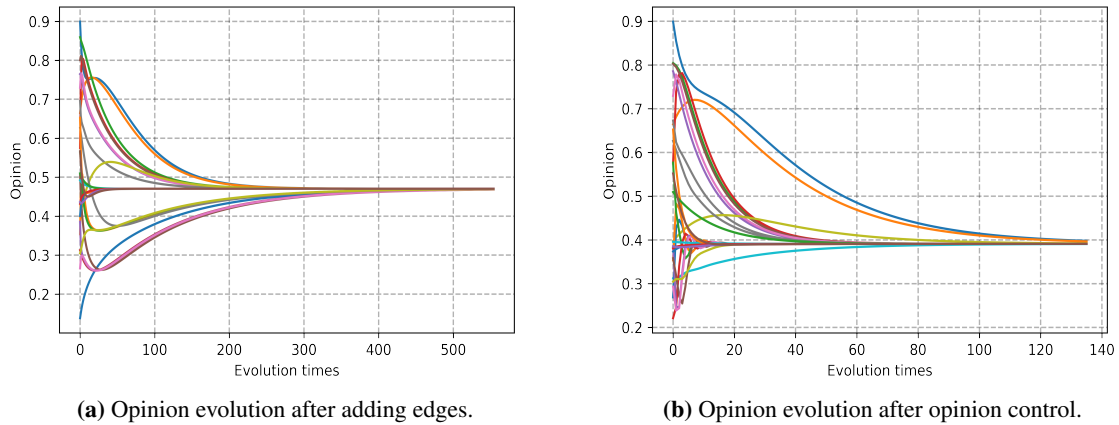 0.9
0.8
0.7
0.6
0.5
0.4
0.3
0.2
Opinion
0 100 200 300 400 500
Evolution times
(a) Opinion evolution after adding edges.
0.9
0.8
0.7
0.6
0.5
0.4
0.3
0.2
Opinion
0 20 40 60 80 100 120 140
Evolution times
(b) Opinion evolution after opinion control.